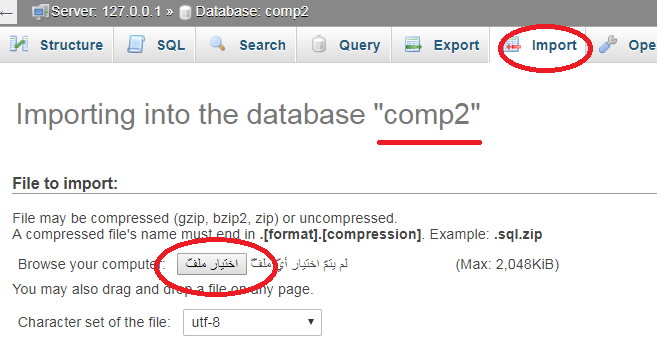 Server: 127.0.0.1 » Database: comp2
Structure SQL Search Query Export Import Ope
Importing into the database "comp2"
File to import:
File may be compressed (gzip, bzip2, zip) or uncompressed.
A compressed file's name must end in .[format].[compression]. Example: .sql.zip
Browse your computer: اختيار ملفّ لم يتمّ اختيار أيّ ملفّ (Max: 2,048KiB)
You may also drag and drop a file on any page.
Character set of the file: utf-8